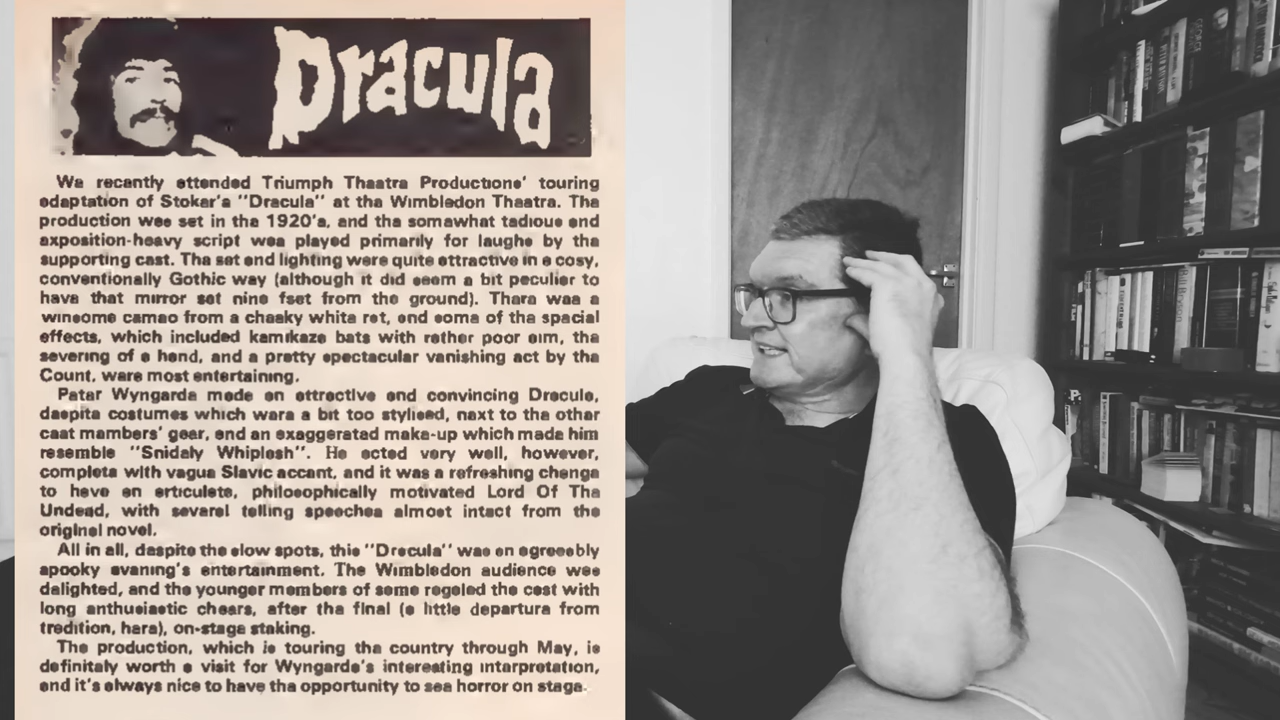 Dracula
We recently attended Triumph Theatre Productions' touring
adaptation of Stoker's "Dracula" at the Wimbledon Theatre. The
production was set in the 1920's, and the somewhat tedious and
exposition-heavy script was played primarily for laughs by the
supporting cast. The set and lighting were quite attractive in a cosy,
conventionally Gothic way (although it did seem a bit peculier to
have that mirror set nine feet from the ground). There was a
winsome cameo from a cheeky white rat, and some of the special
effects, which included kamikaze bats with rather poor aim, the
severing of a hand, and a pretty spectacular vanishing act by the
Count, were most entertaining.
Peter Wyngarde made an attractive and convincing Dracula,
despite costumes which were a bit too stylised, next to the other
cast members' gear, and an exaggerated make-up which made him
resemble "Snidely Whiplash". He acted very well, however,
complete with vague Slavic accent, and it was a refreshing change
to have an articulate, philosophically motivated Lord Of The
Undead, with several telling speeches almost intact from the
original novel.
All in all, despite the slow spots, this "Dracula" was an agreeably
spooky evening's entertainment. The Wimbledon audience was
delighted, and the younger members of same regaled the cast with
long enthusiastic cheers, after the final (a little departure from
tradition, here), on-stage staking.
The production, which is touring the country through May, is
definitely worth a visit for Wyngarde's interesting interpretation,
and it's always nice to have the opportunity to see horror on stage.
Bill Bryson